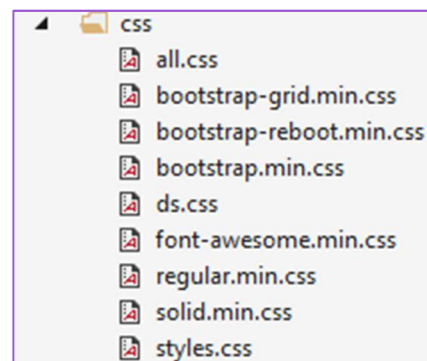 css
all.css
bootstrap-grid.min.css
bootstrap-reboot.min.css
bootstrap.min.css
ds.css
font-awesome.min.css
regular.min.css
solid.min.css
styles.css